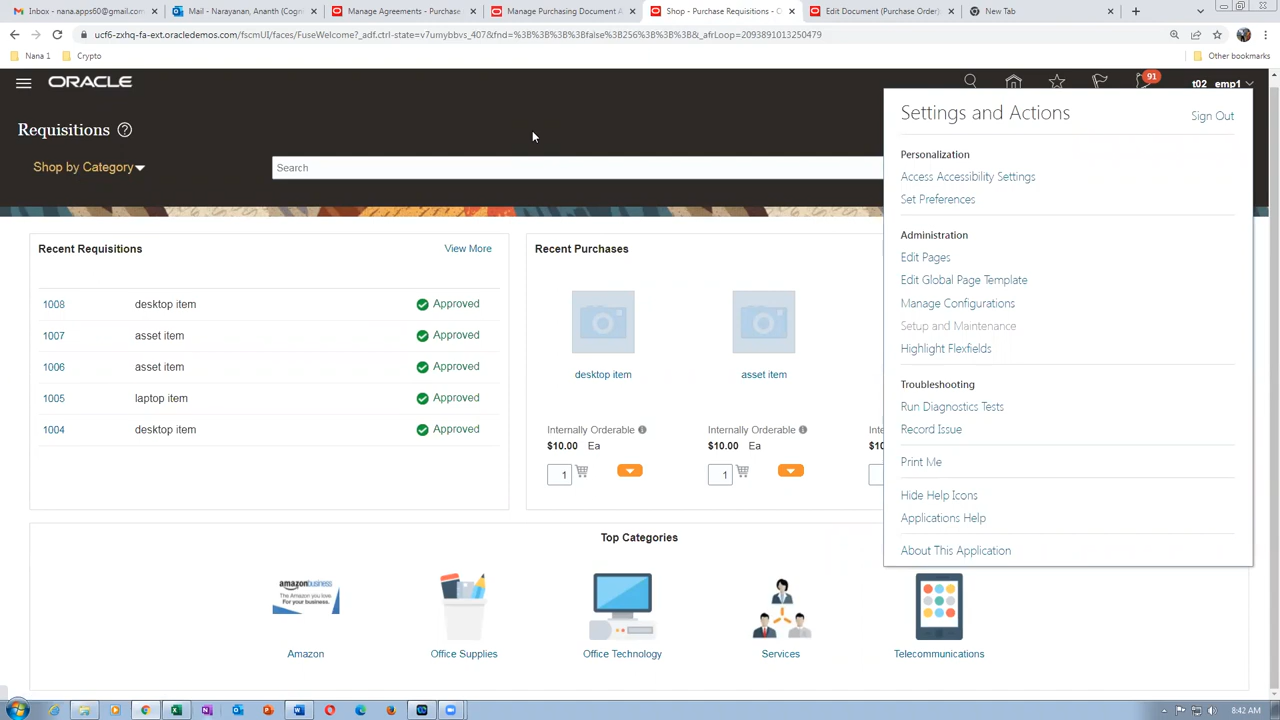 Inbox - nana.apps60@gmail.com
Mail - Narayanan, Ananth (Cogn
Manage Agreements - Purchase
Manage Purchasing Document A
Shop - Purchase Requisitions - O
Edit Document (Purchase Order)
New Tab
ucf6-zxhq-fa-ext.oracledemos.com/fscmUI/faces/FuseWelcome?_adf.ctrl-state=v7umybbvs_407&fnd=%3B%3B%3B%3Bfalse%3B256%3B%3B%3B&_afrLoop=2093891013250479
Nana 1
Crypto
Other bookmarks
ORACLE
91
t02_emp1
Requisitions
Shop by Category
Search
Settings and Actions
Sign Out
Personalization
Access Accessibility Settings
Set Preferences
Administration
Edit Pages
Edit Global Page Template
Manage Configurations
Setup and Maintenance
Highlight Flexfields
Troubleshooting
Run Diagnostics Tests
Record Issue
Print Me
Hide Help Icons
Applications Help
About This Application
Recent Requisitions
View More
1008 desktop item Approved
1007 asset item Approved
1006 asset item Approved
1005 laptop item Approved
1004 desktop item Approved
Recent Purchases
desktop item
asset item
Internally Orderable
Internally Orderable
$10.00 Ea
$10.00 Ea
1
1
Top Categories
amazonbusiness
The Amazon you love.
For your business.
Amazon
Office Supplies
Office Technology
Services
Telecommunications
8:42 AM